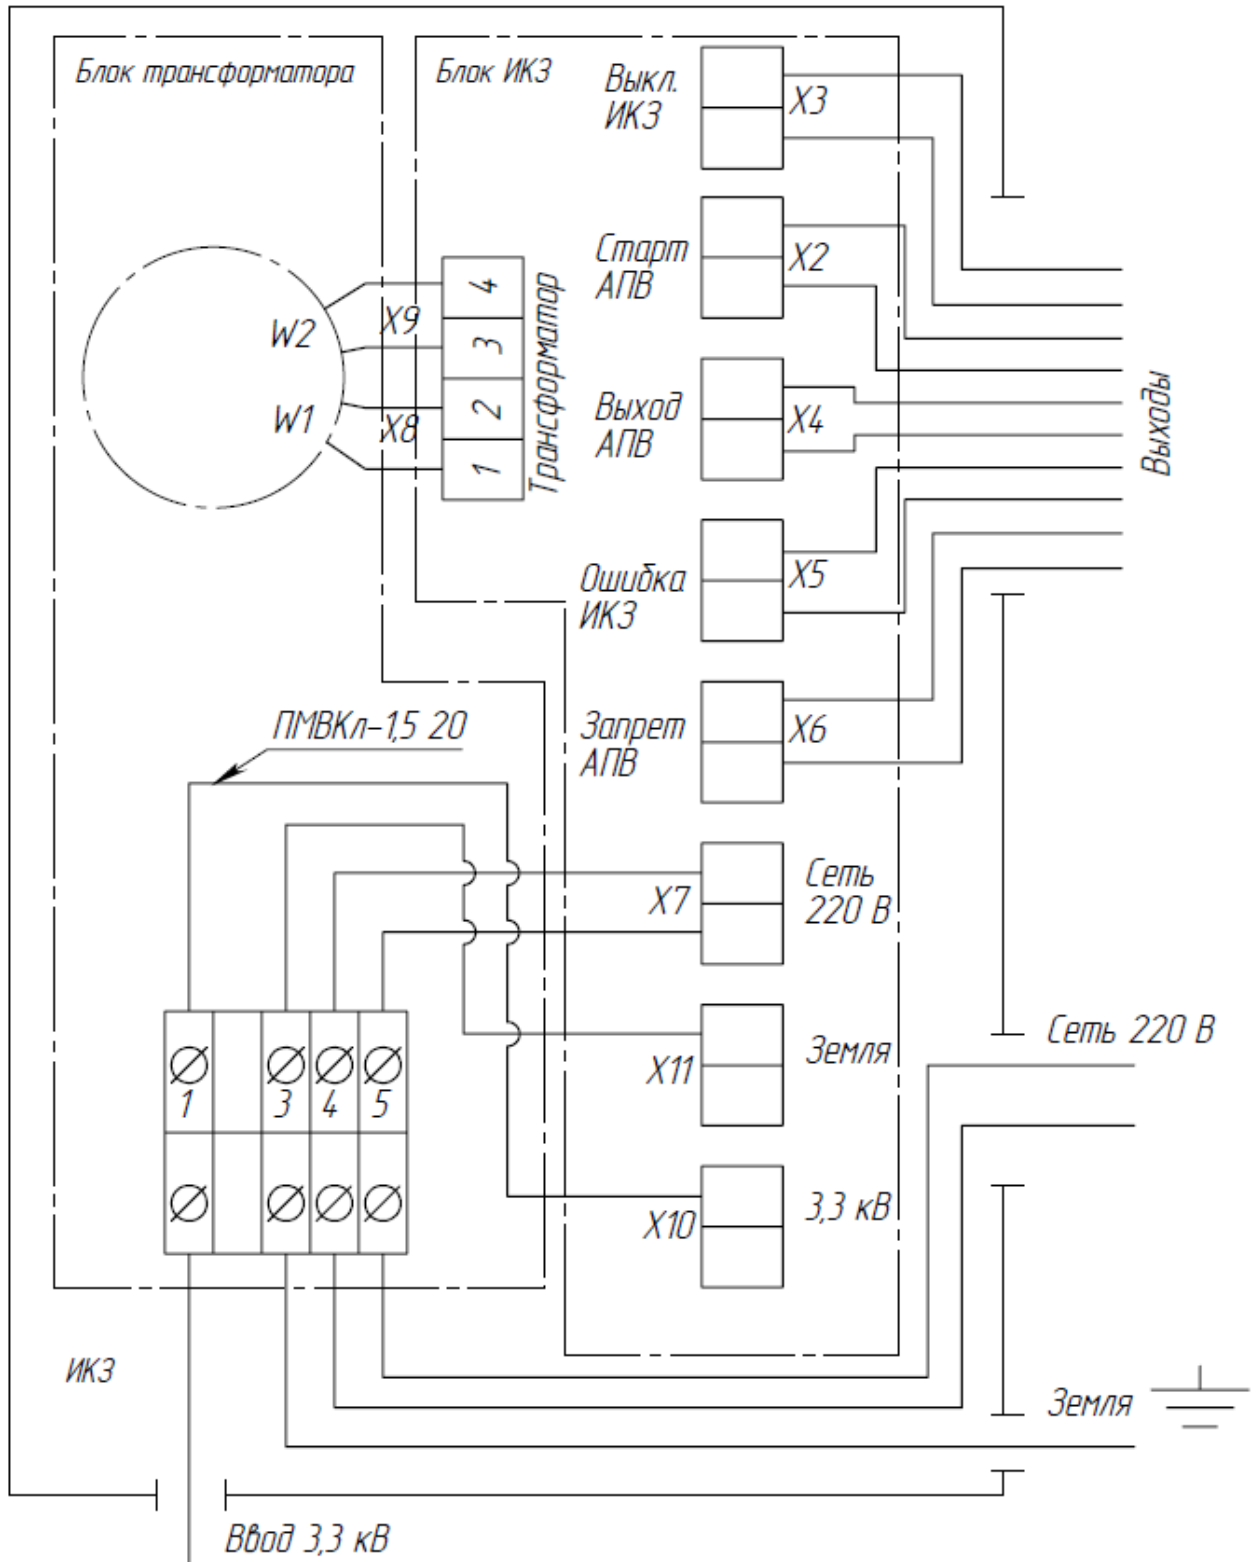 Блок трансформатора
Блок ИКЗ
Выкл.
ИКЗ
X3
Старт
АПВ
X2
W2
X9
4
3
2
1
Трансформатор
W1
X8
Выход
АПВ
X4
Выходы
Ошибка
ИКЗ
X5
Запрет
АПВ
X6
ПМВКл-1,5 20
X7
Сеть
220 В
X11
Земля
Сеть 220 В
1
3
4
5
X10
3,3 кВ
ИКЗ
Земля
Ввод 3,3 кВ